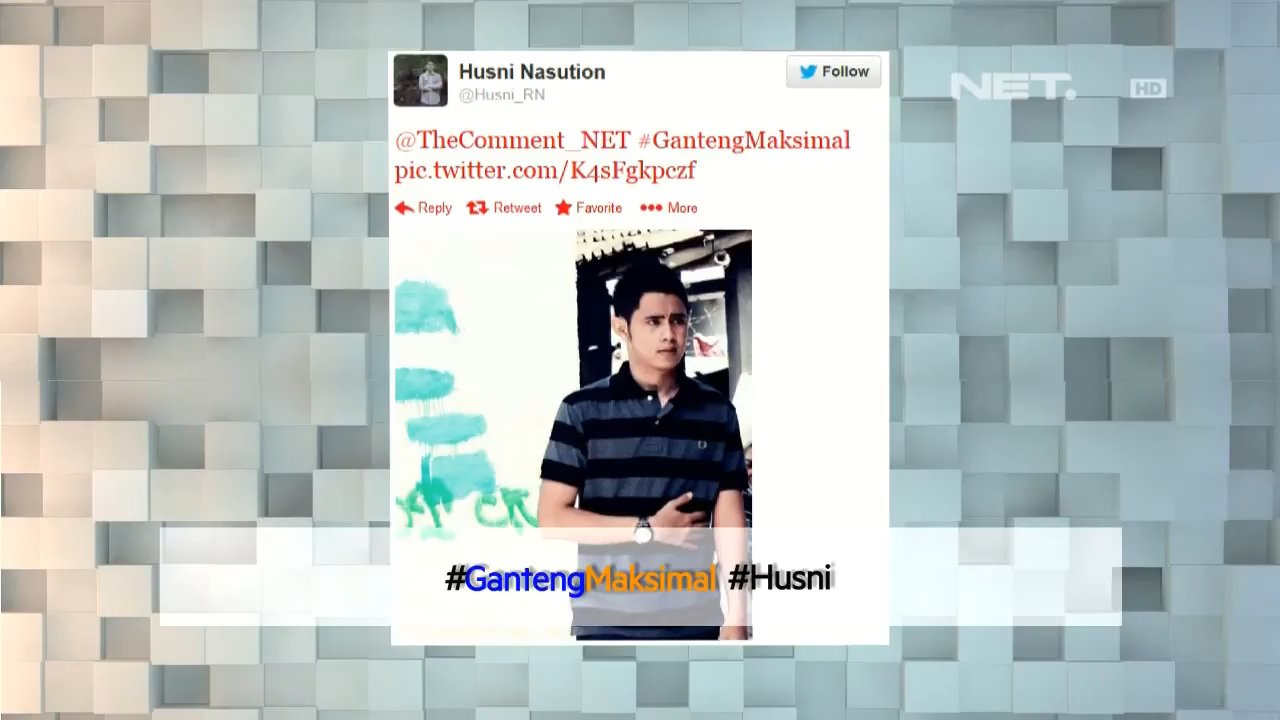 Husni Nasution
@Husni_RN
Follow
NET.
HD
@TheComment_NET #GantengMaksimal
pic.twitter.com/K4sFgkpczf
Reply Retweet Favorite More
#GantengMaksimal #Husni